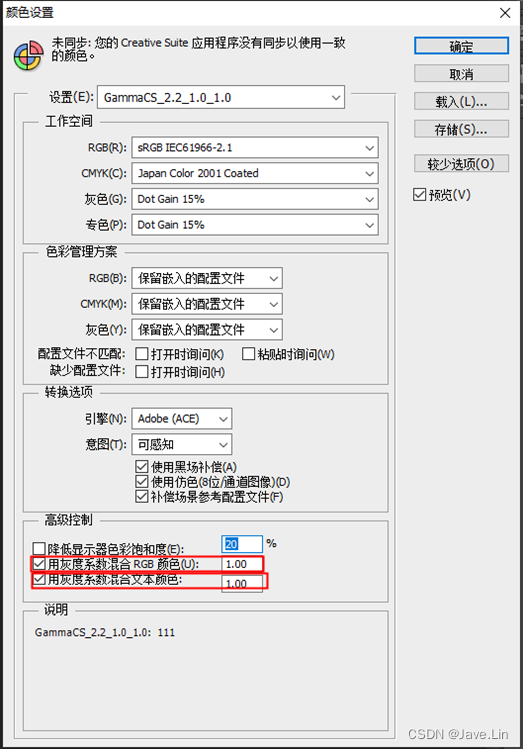 颜色设置
未同步: 您的 Creative Suite 应用程序没有同步以使用一致
的颜色。
确定
取消
载入(L)...
存储(S)...
较少选项(O)
预览(V)
设置(E): GammaCS_2.2_1.0_1.0
工作空间
RGB(R): sRGB IEC61966-2.1
CMYK(C): Japan Color 2001 Coated
灰色(G): Dot Gain 15%
专色(P): Dot Gain 15%
色彩管理方案
RGB(B): 保留嵌入的配置文件
CMYK(M): 保留嵌入的配置文件
灰色(Y): 保留嵌入的配置文件
配置文件不匹配: 打开时询问(K) 粘贴时询问(W)
缺少配置文件: 打开时询问(H)
转换选项
引擎(N): Adobe (ACE)
意图(T): 可感知
使用黑场补偿(A)
使用仿色(8位/通道图像)(D)
补偿场景参考配置文件(F)
高级控制
降低显示器色彩饱和度(E): 20 %
用灰度系数混合 RGB 颜色(U): 1.00
用灰度系数混合文本颜色: 1.00
说明
GammaCS_2.2_1.0_1.0: 111
CSDN @Jave.Lin